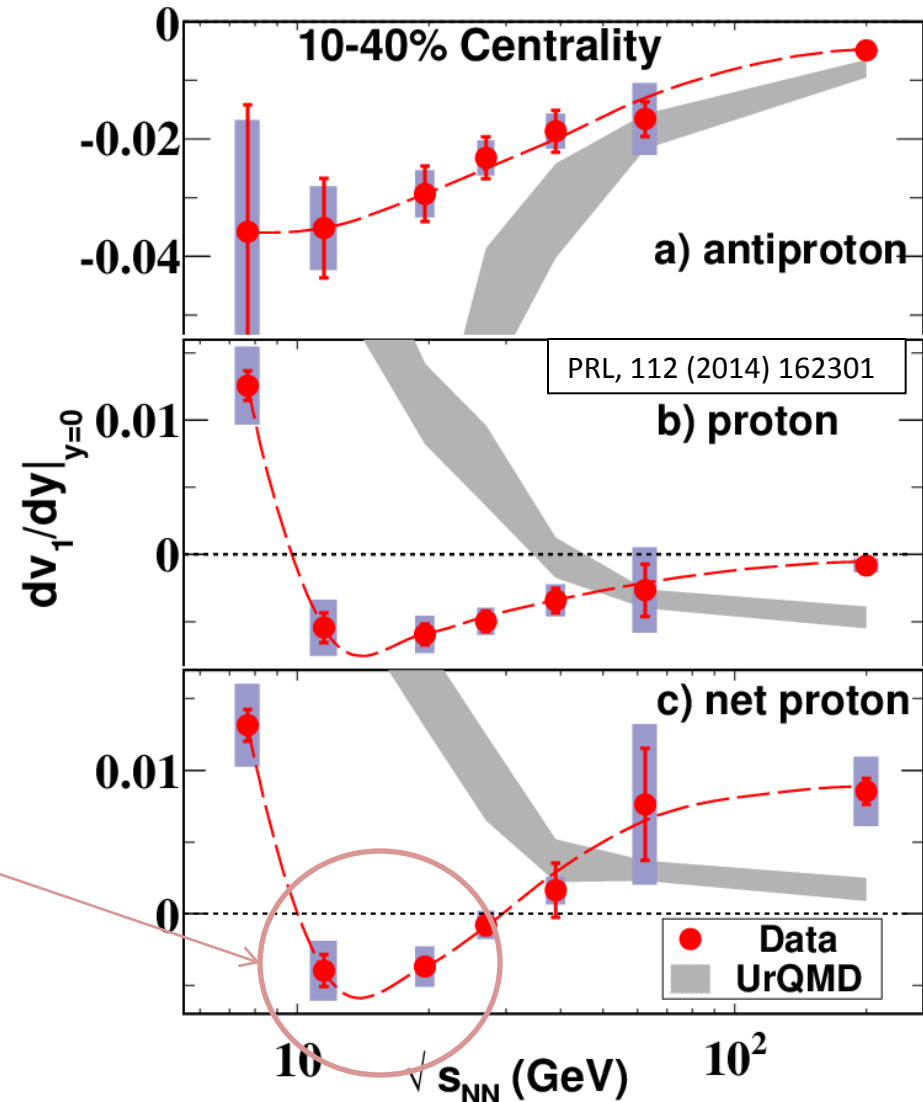 0
10-40% Centrality
-0.02
-0.04
a) antiproton
PRL, 112 (2014) 162301
0.01
b) proton
0
dv₁/dy|y=0
c) net proton
0.01
0
Data
UrQMD
10
10²
√ sNN (GeV)